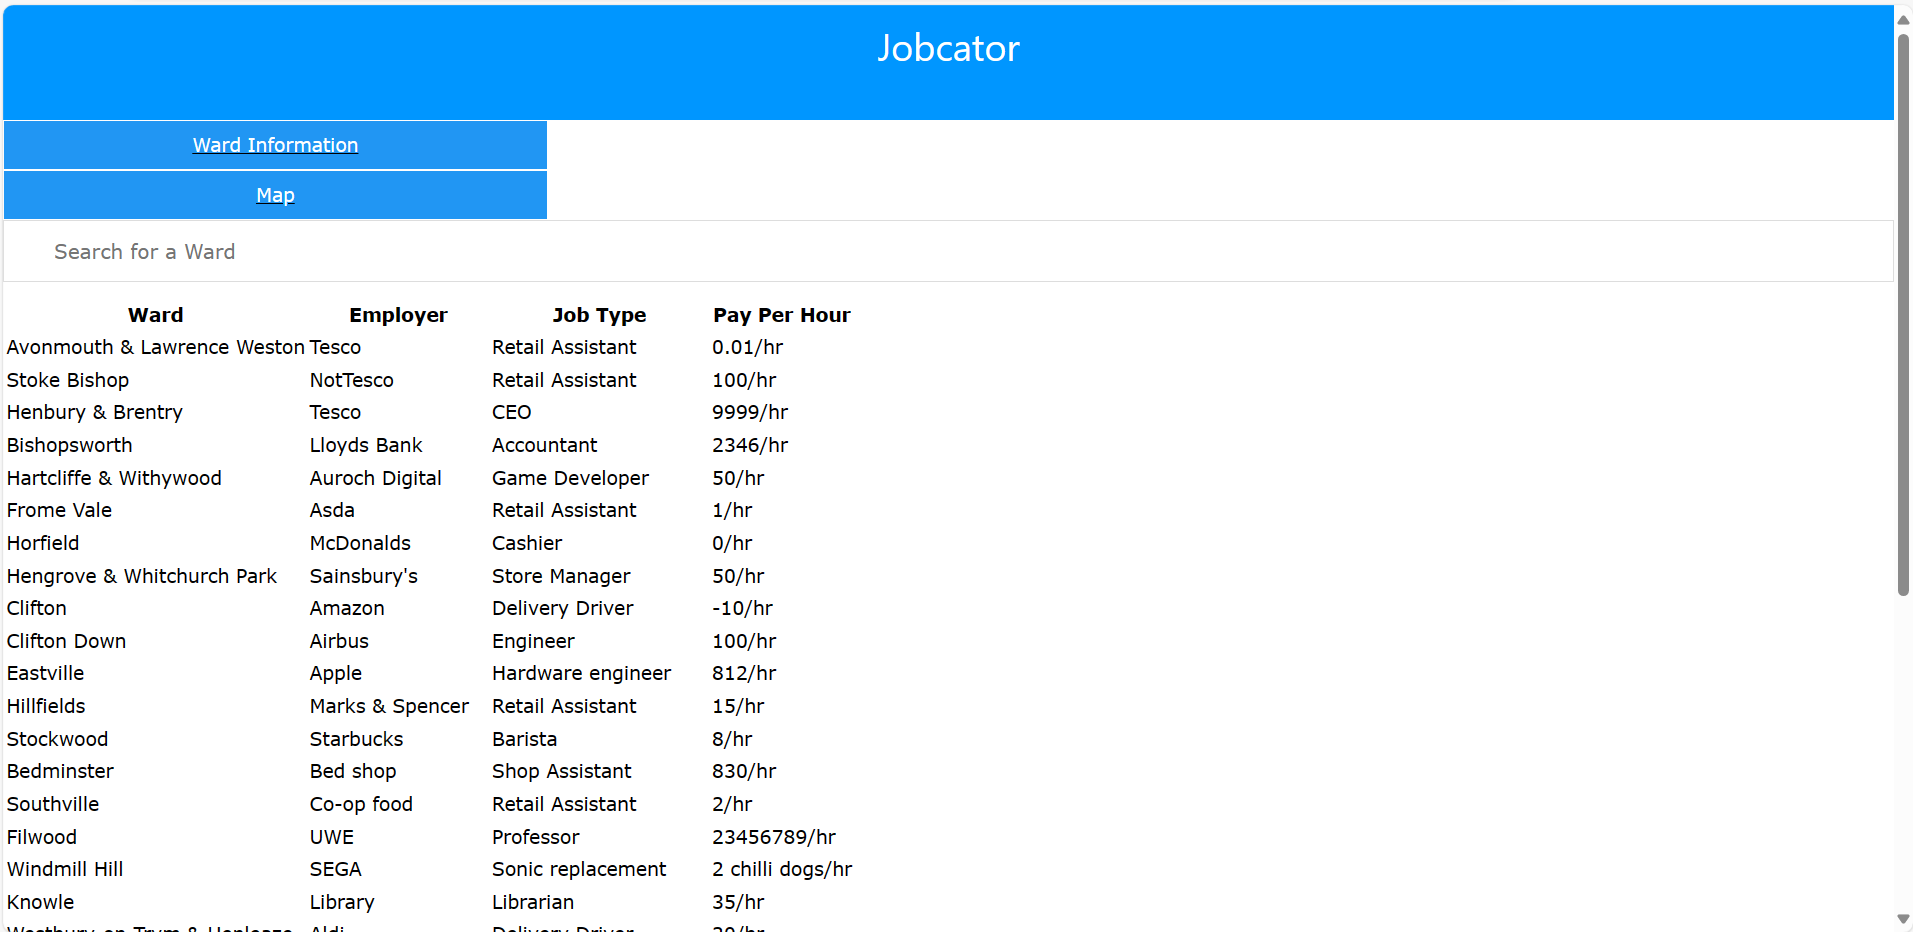 Jobcator
Ward Information
Map
Search for a Ward
Ward Employer Job Type Pay Per Hour
Avonmouth & Lawrence Weston Tesco Retail Assistant 0.01/hr
Stoke Bishop NotTesco Retail Assistant 100/hr
Henbury & Brentry Tesco CEO 9999/hr
Bishopsworth Lloyds Bank Accountant 2346/hr
Hartcliffe & Withywood Auroch Digital Game Developer 50/hr
Frome Vale Asda Retail Assistant 1/hr
Horfield McDonalds Cashier 0/hr
Hengrove & Whitchurch Park Sainsbury's Store Manager 50/hr
Clifton Amazon Delivery Driver -10/hr
Clifton Down Airbus Engineer 100/hr
Eastville Apple Hardware engineer 812/hr
Hillfields Marks & Spencer Retail Assistant 15/hr
Stockwood Starbucks Barista 8/hr
Bedminster Bed shop Shop Assistant 830/hr
Southville Co-op food Retail Assistant 2/hr
Filwood UWE Professor 23456789/hr
Windmill Hill SEGA Sonic replacement 2 chilli dogs/hr
Knowle Library Librarian 35/hr
Westbury-on-Trym & Henleaze Aldi Delivery Driver